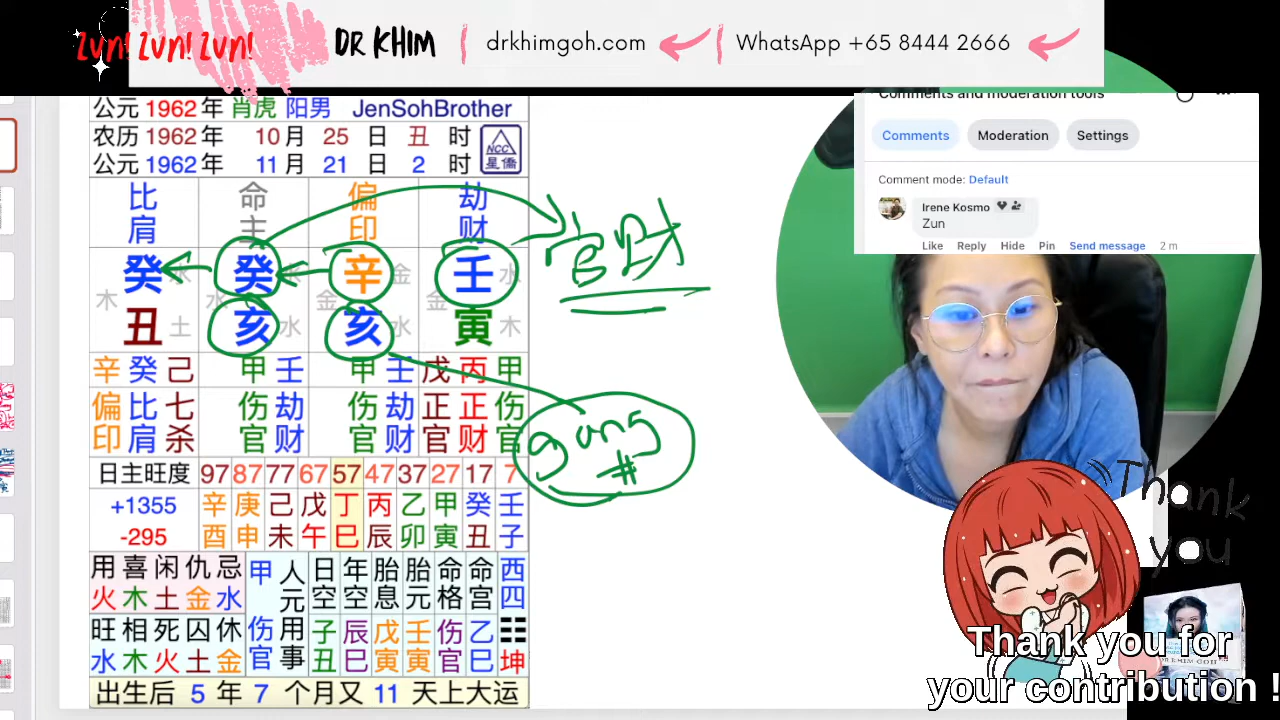 zun! zun! zun!
DR KHIM
drkhimgoh.com
WhatsApp +65 8444 2666
公元 1962 年 肖虎 阳男 JenSohBrother
农历 1962 年 10 月 25 日 丑 时
公元 1962 年 11 月 21 日 2 时
NCC
星侨
比肩 命主 偏印 劫财
癸 水 癸 水 辛 金 壬 水
木 水 金 金
丑 土 亥 水 亥 水 寅 木
辛 癸 己 甲 壬 甲 壬 戊 丙 甲
偏印 比肩 七杀 伤官 劫财 伤官 劫财 正官 正财 伤官
日主旺度 97 87 77 67 57 47 37 27 17 7
+1355 辛 庚 己 戊 丁 丙 乙 甲 癸 壬
-295 酉 申 未 午 巳 辰 卯 寅 丑 子
用 喜 闲 仇 忌 甲 人 日 年 胎 胎 命 命 西
火 木 土 金 水 元 空 空 息 元 格 宫 四
旺 相 死 囚 休 伤 用 子 辰 戊 壬 伤 乙 ䷁
水 木 火 土 金 官 事 丑 巳 寅 寅 官 巳 坤
出生后 5 年 7 个月又 11 天上大运
官财
gang
#
Comments and moderation tools
Comments
Moderation
Settings
Comment mode: Default
Irene Kosmo
Zun
Like Reply Hide Pin Send message 2 m
Thank you
Thank you for
your contribution !